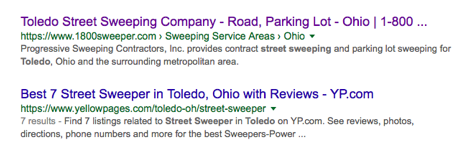 Toledo Street Sweeping Company - Road, Parking Lot - Ohio | 1-800 ...
https://www.1800sweeper.com › Sweeping Service Areas › Ohio
Progressive Sweeping Contractors, Inc. provides contract street sweeping and parking lot sweeping for
Toledo, Ohio and the surrounding metropolitan area.
Best 7 Street Sweeper in Toledo, Ohio with Reviews - YP.com
https://www.yellowpages.com/toledo-oh/street-sweeper
7 results - Find 7 listings related to Street Sweeper in Toledo on YP.com. See reviews, photos,
directions, phone numbers and more for the best Sweepers-Power ...